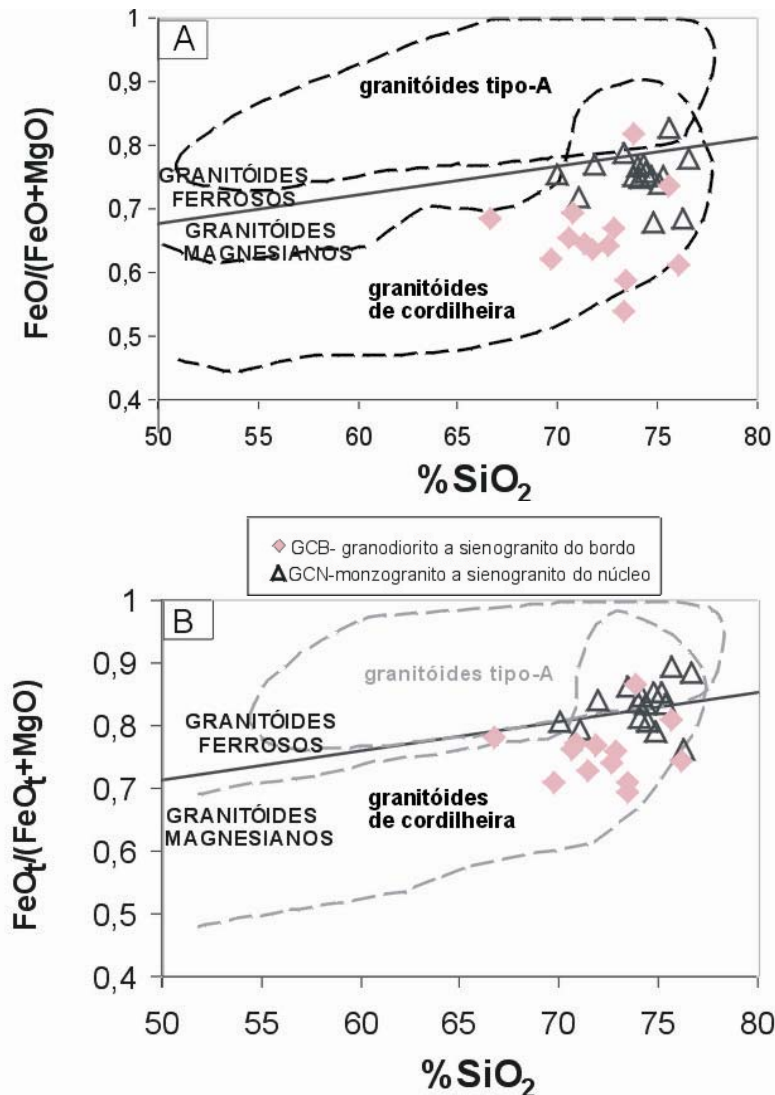 A
FeO/(FeO+MgO)
1
0,9
0,8
0,7
0,6
0,5
0,4
granitóides tipo-A
GRANITÓIDES
FERROSOS
GRANITÓIDES
MAGNESIANOS
granitóides
de cordilheira
50 55 60 65 70 75 80
%SiO₂
GCB- granodiorito a sienogranito do bordo
GCN-monzogranito a sienogranito do núcleo
B
FeOt/(FeOt+MgO)
1
0,9
0,8
0,7
0,6
0,5
0,4
granitóides tipo-A
GRANITÓIDES
FERROSOS
granitóides
de cordilheira
GRANITÓIDES
MAGNESIANOS
50 55 60 65 70 75 80
%SiO₂